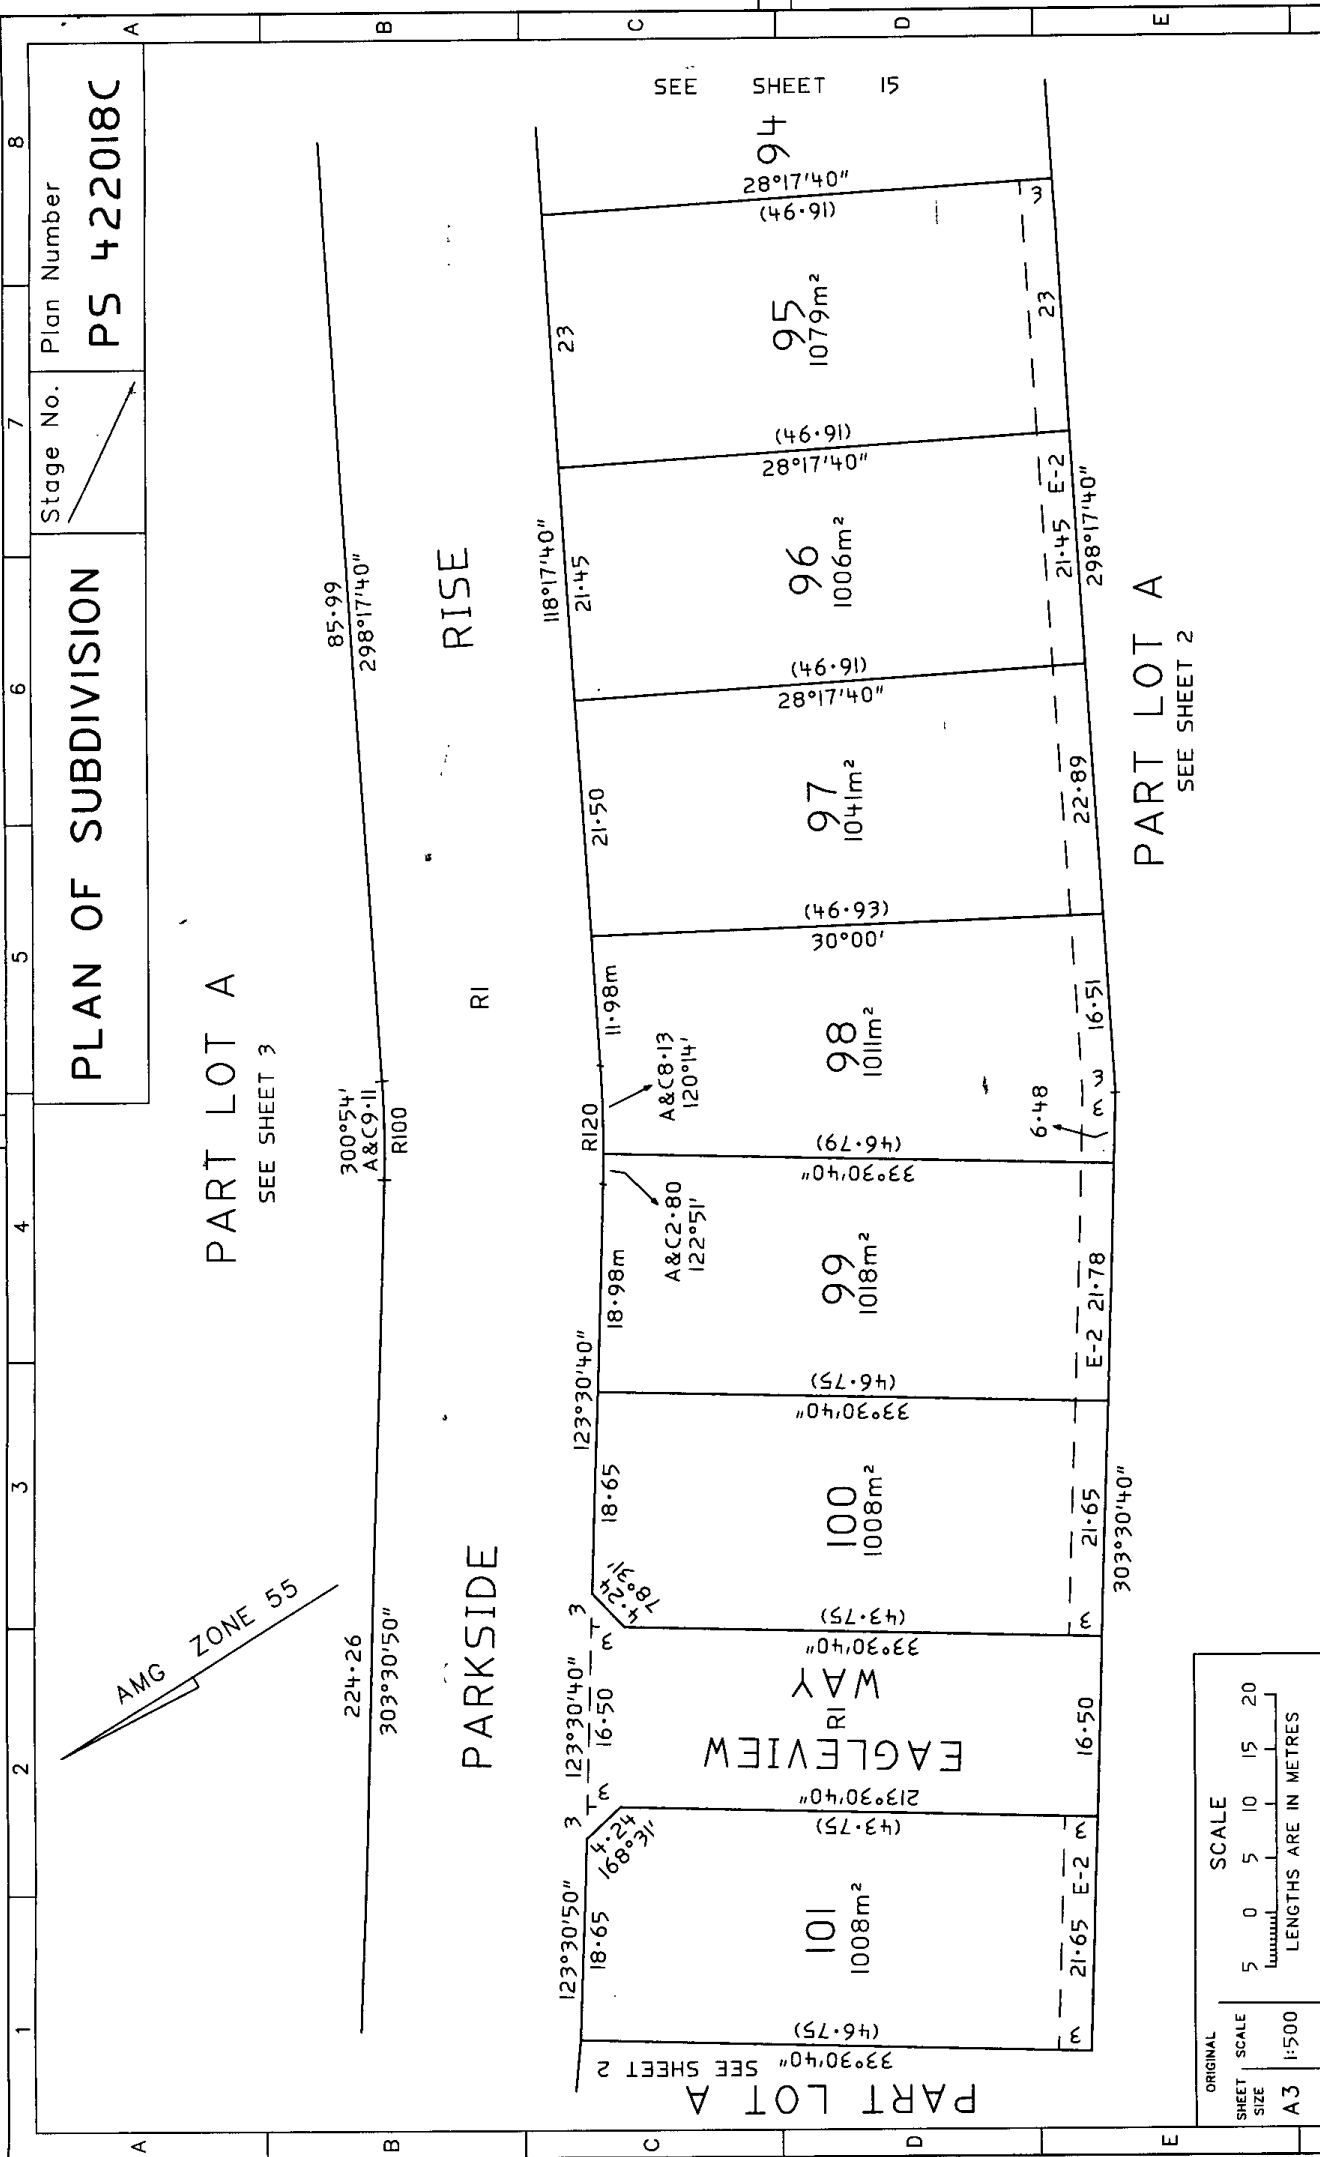 PLAN OF SUBDIVISION
Stage No.
Plan Number
PS 422018C
1 2 3 4 5 6 7 8
A
B
C
D
E
A
B
C
D
E
PART LOT A
SEE SHEET 3
AMG ZONE 55
224·26
303°30'50"
300°54'
A&C9·11
R100
85·99
298°17'40"
PARKSIDE
R1
RISE
SEE SHEET 15
123°30'50"
18·65
3
4·24
168°31'
3
123°30'40"
16·50
3
3
4·24
78°31'
18·65
123°30'40"
18·98m
A&C2·80
122°51'
R120
A&C8·13
120°14'
11·98m
21·50
118°17'40"
21·45
23
PART LOT A
SEE SHEET 2
33°30'40"
(46·75)
101
1008m²
(43·75)
213°30'40"
EAGLEVIEW
R1
WAY
33°30'40"
(43·75)
100
1008m²
33°30'40"
(46·75)
99
1018m²
33°30'40"
(46·79)
98
1011m²
30°00'
(46·93)
97
1041m²
28°17'40"
(46·91)
96
1006m²
28°17'40"
(46·91)
95
1079m²
(46·91)
28°17'40"
94
3
21·65
E-2
3
16·50
3
21·65
303°30'40"
E-2
21·78
6·48
3
3
16·51
22·89
21·45
E-2
298°17'40"
23
3
PART LOT A
SEE SHEET 2
ORIGINAL
SHEET SIZE
A3
SCALE
1:500
SCALE
5 0 5 10 15 20
LENGTHS ARE IN METRES